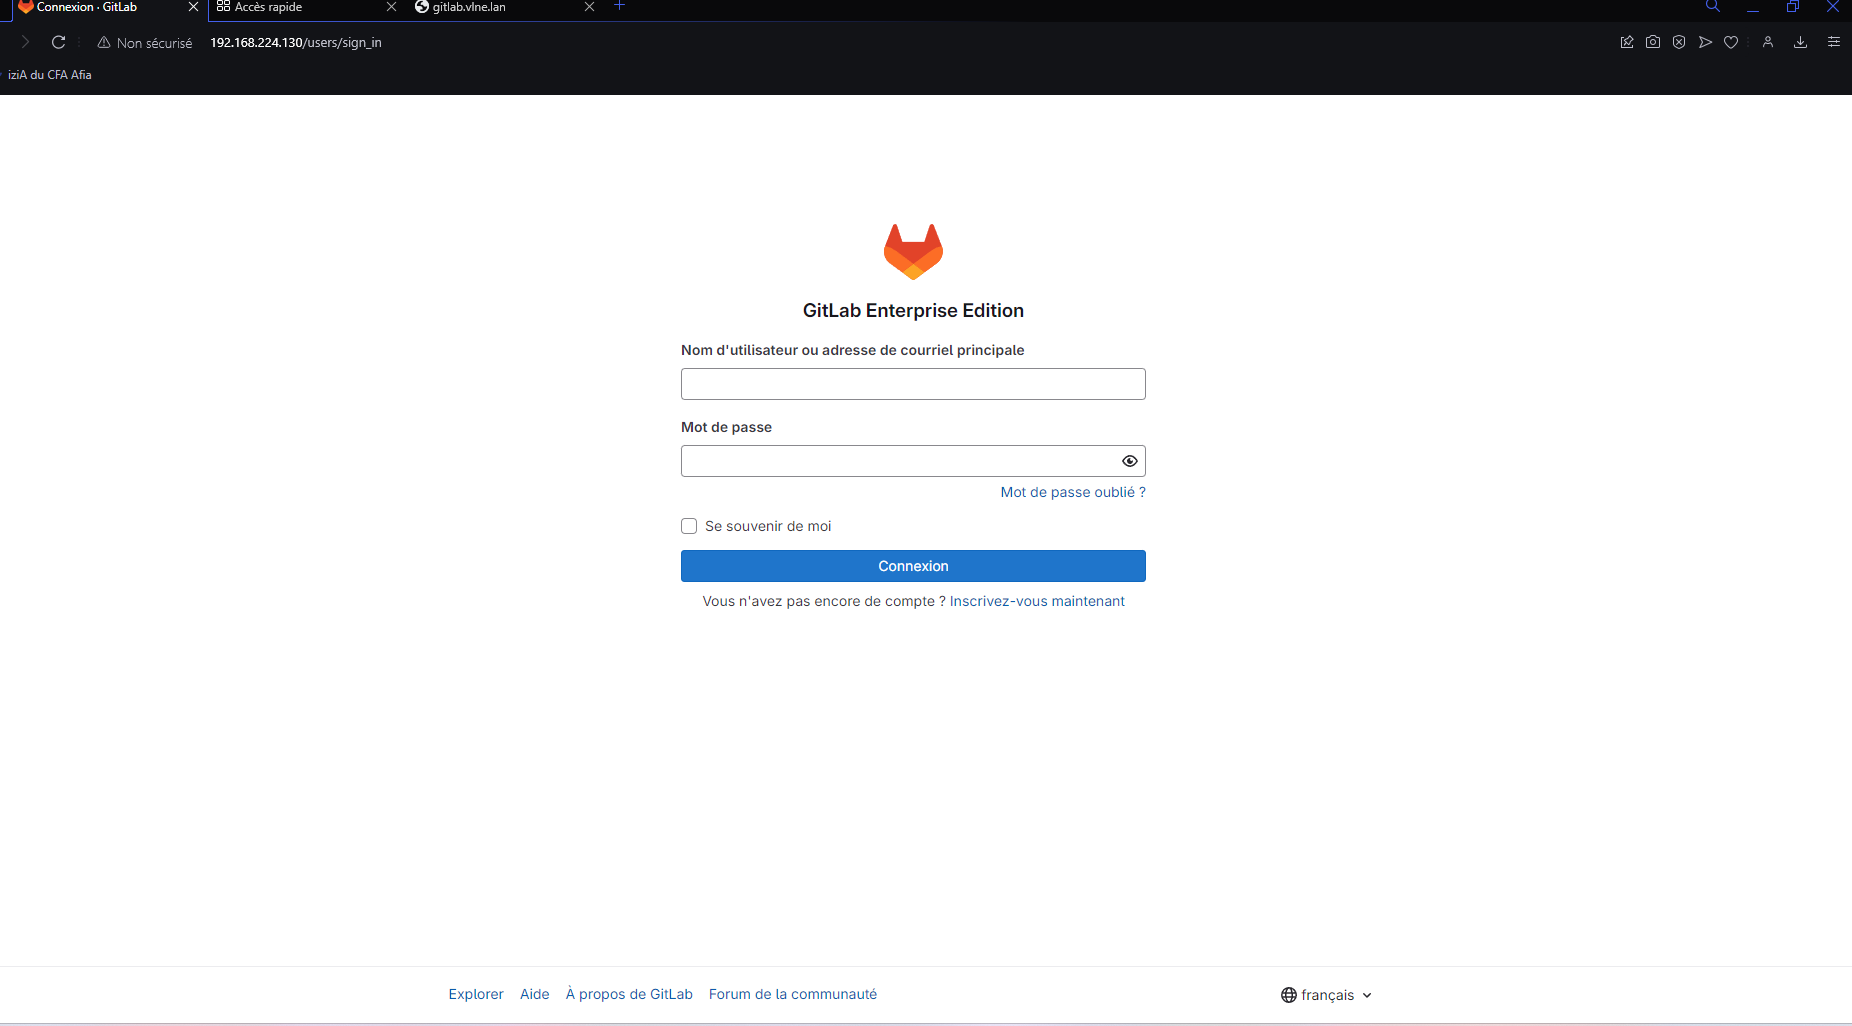 Connexion · GitLab
Accès rapide
gitlab.vlne.lan
Non sécurisé
192.168.224.130/users/sign_in
iziA du CFA Afia
GitLab Enterprise Edition
Nom d'utilisateur ou adresse de courriel principale
Mot de passe
Mot de passe oublié ?
Se souvenir de moi
Connexion
Vous n'avez pas encore de compte ? Inscrivez-vous maintenant
Explorer Aide À propos de GitLab Forum de la communauté
français